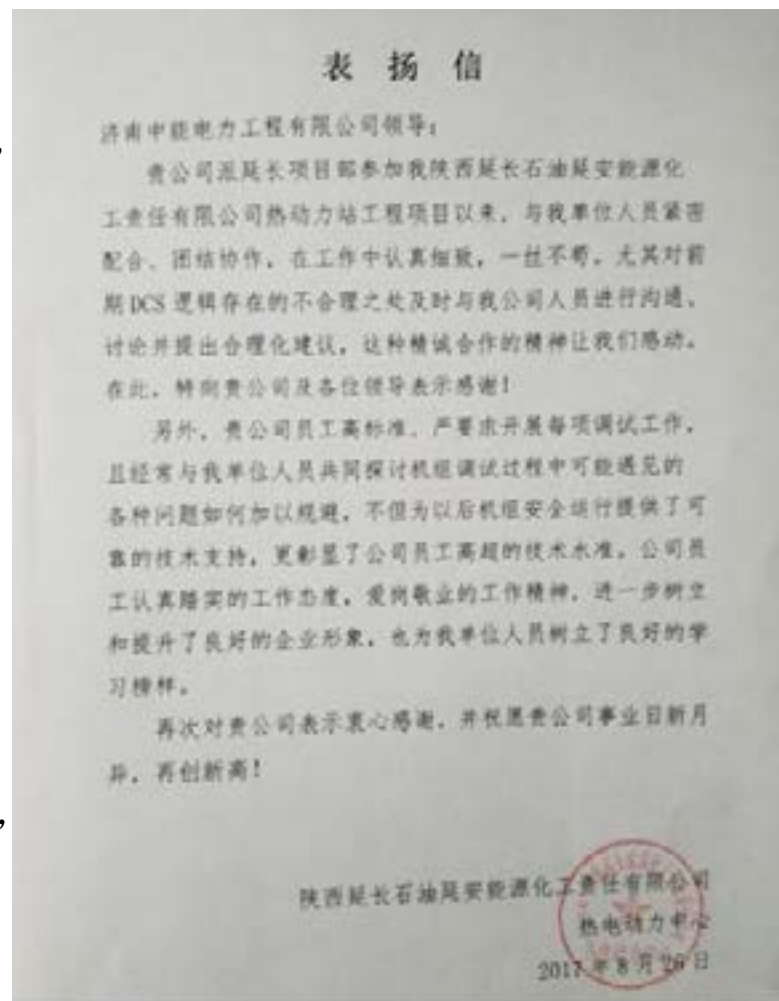 表 扬 信
济南中能电力工程有限公司领导：
贵公司派延长项目部参加我陕西延长石油延安能源化
工责任有限公司热动力站工程项目以来，与我单位人员紧密
配合、团结协作，在工作中认真细致，一丝不苟，尤其对前
期 DCS 逻辑存在的不合理之处及时与我公司人员进行沟通、
讨论并提出合理化建议，这种精诚合作的精神让我们感动。
在此，特向贵公司及各位领导表示感谢！
另外，贵公司员工高标准、严要求开展每项调试工作，
且经常与我单位人员共同探讨机组调试过程中可能遇见的
各种问题如何加以规避，不但为以后机组安全运行提供了可
靠的技术支持，更彰显了公司员工高超的技术水准。公司员
工认真踏实的工作态度，爱岗敬业的工作精神，进一步树立
和提升了良好的企业形象，也为我单位人员树立了良好的学
习榜样。
再次对贵公司表示衷心感谢，并祝愿贵公司事业日新月
异，再创新高！
陕西延长石油延安能源化工责任有限公司
热电动力中心
2017 年 8 月 26 日